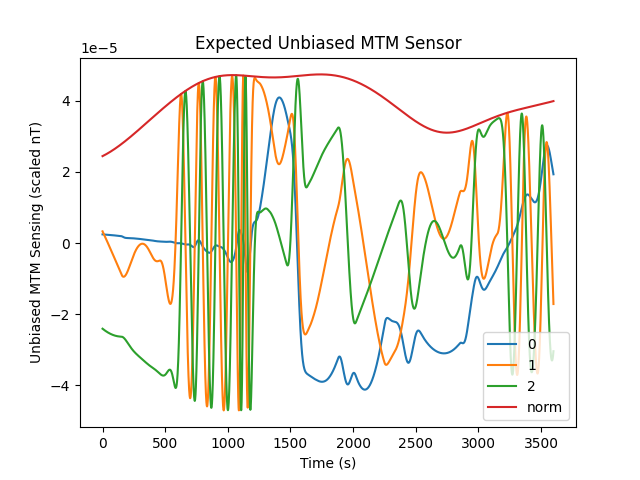 Expected Unbiased MTM Sensor
1e−5
Unbiased MTM Sensing (scaled nT)
4
2
0
−2
−4
0 500 1000 1500 2000 2500 3000 3500
Time (s)
0
1
2
norm